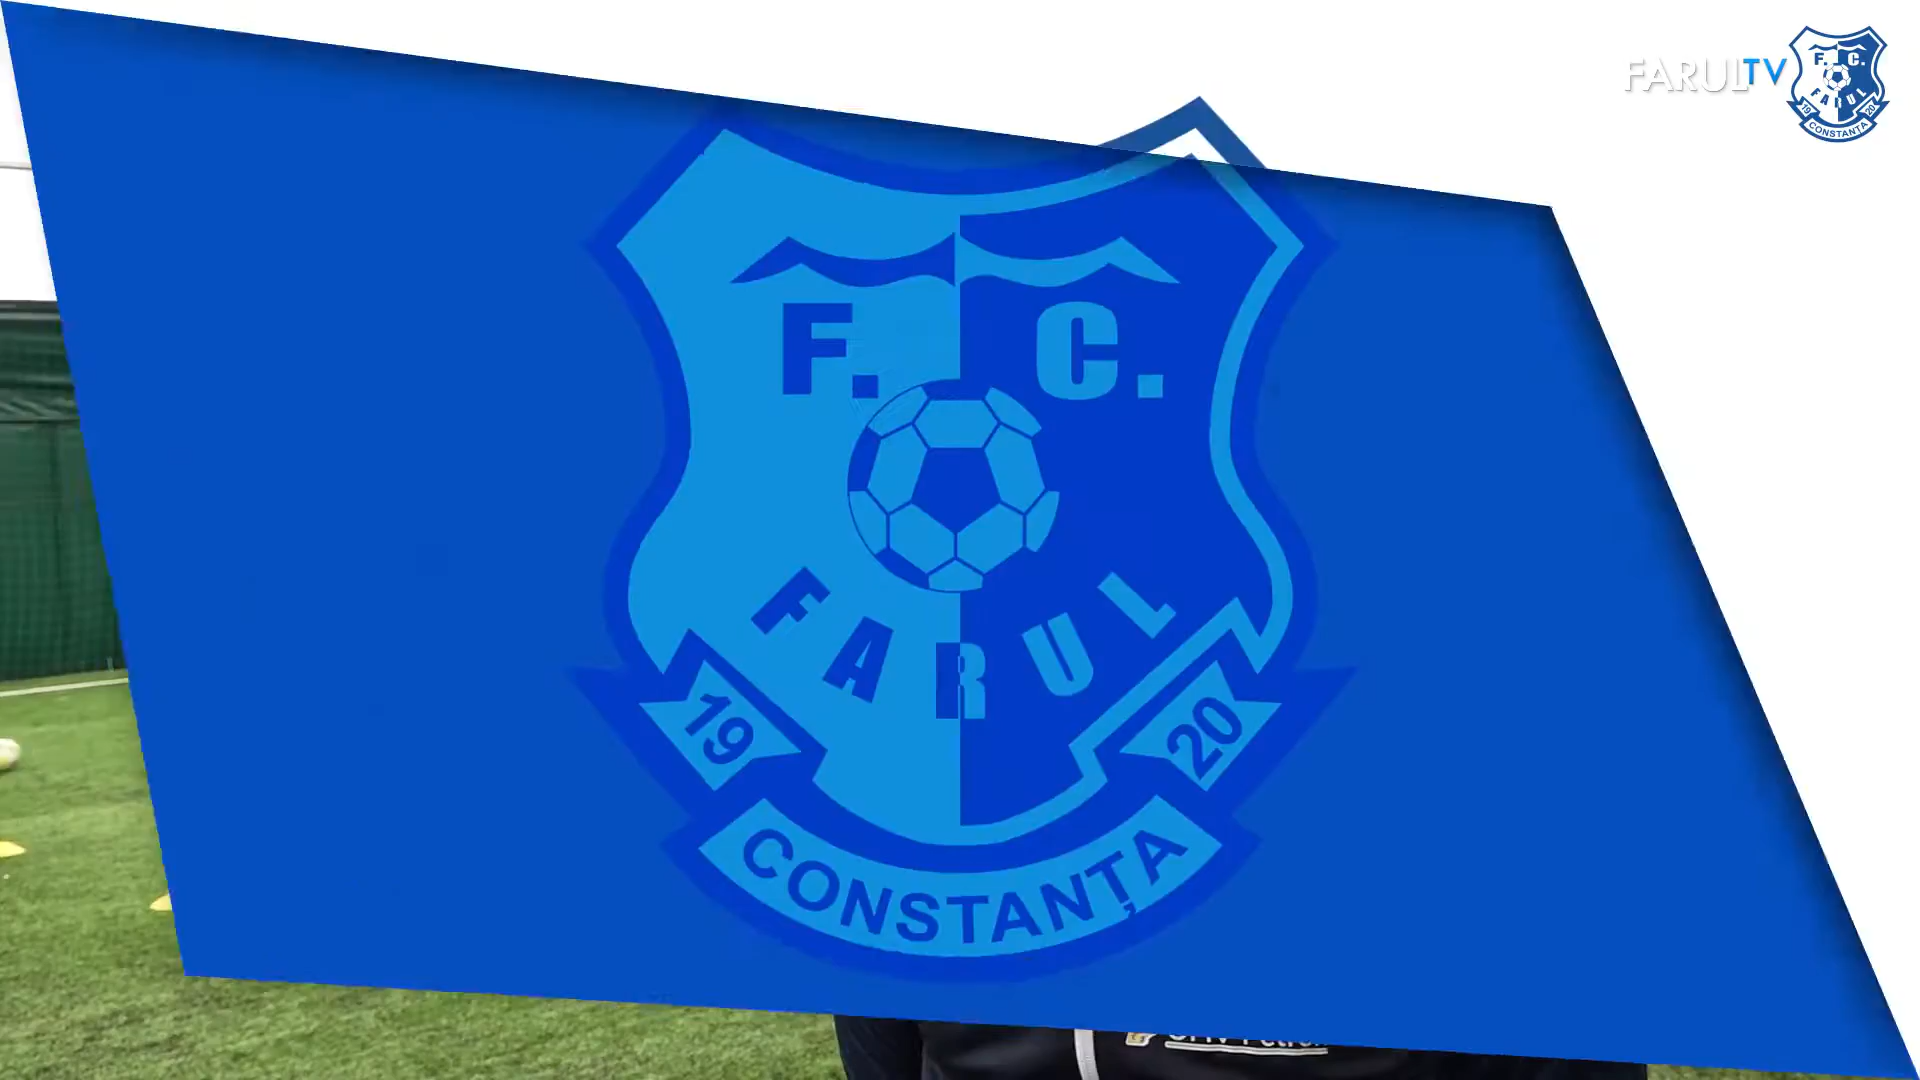 FARULTV
F. C.
FARUL
19 20
CONSTANȚA
F. C.
FARUL
19 20
CONSTANȚA